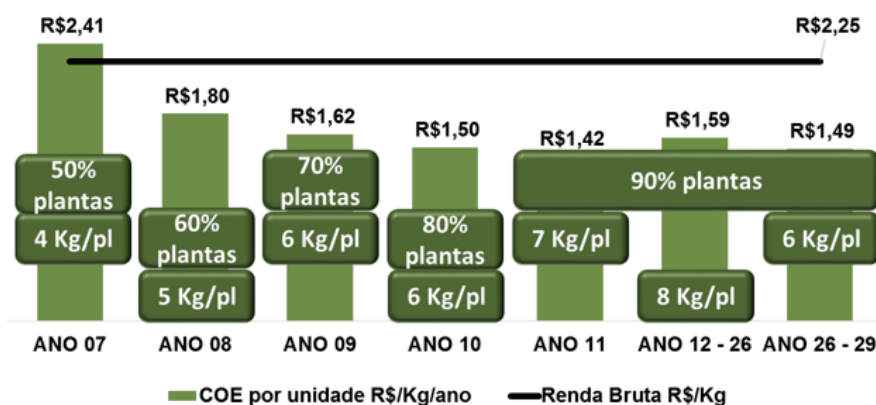 R$2,41
R$2,25
R$1,80
R$1,62
R$1,50
R$1,42
R$1,59
R$1,49
50%
plantas
4 Kg/pl
60%
plantas
5 Kg/pl
70%
plantas
6 Kg/pl
80%
plantas
6 Kg/pl
90% plantas
7 Kg/pl
8 Kg/pl
6 Kg/pl
ANO 07 ANO 08 ANO 09 ANO 10 ANO 11 ANO 12 - 26 ANO 26 - 29
COE por unidade R$/Kg/ano Renda Bruta R$/Kg